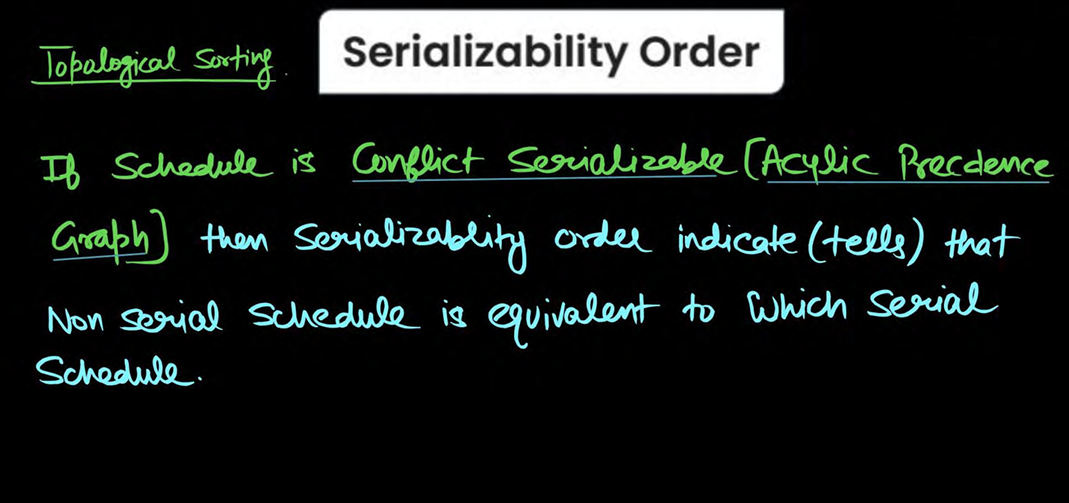 Topalogical Sorting.
Serializability Order
If Schedule is Conflict Serializable (Acylic Precdence
Graph) then Serializablity order indicate (tells) that
Non serial Schedule is equivalent to Which Serial
Schedule.